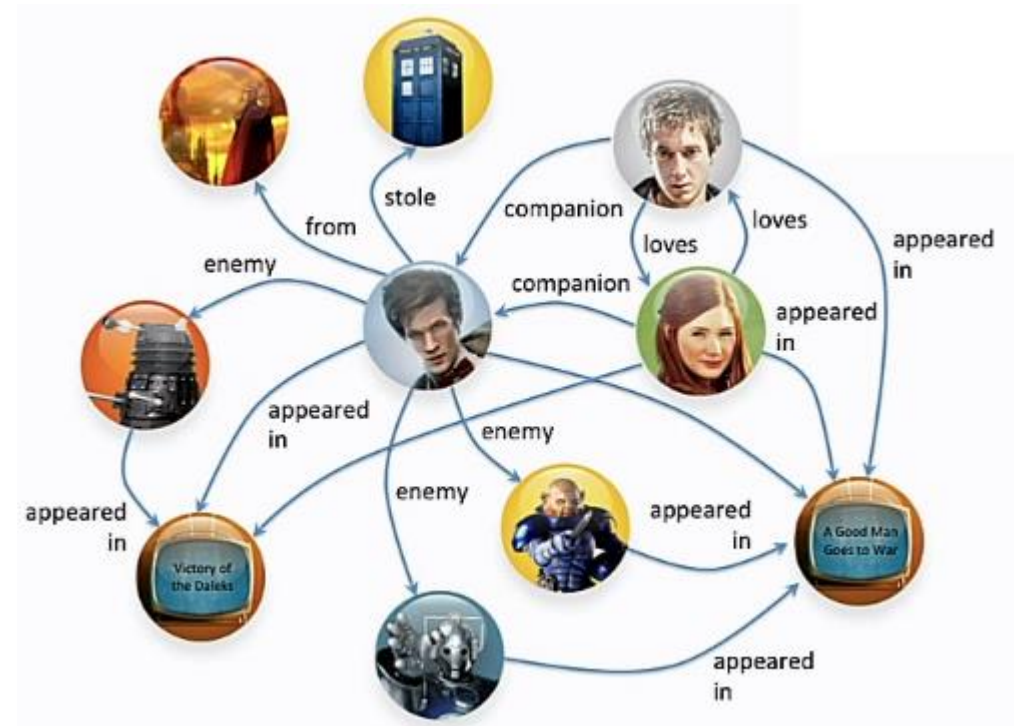 stole
companion
loves
loves
from
appeared
in
enemy
companion
appeared
in
appeared
in
enemy
enemy
appeared
in
appeared
in
A Good Man
Goes to War
Victory of
the Daleks
appeared
in